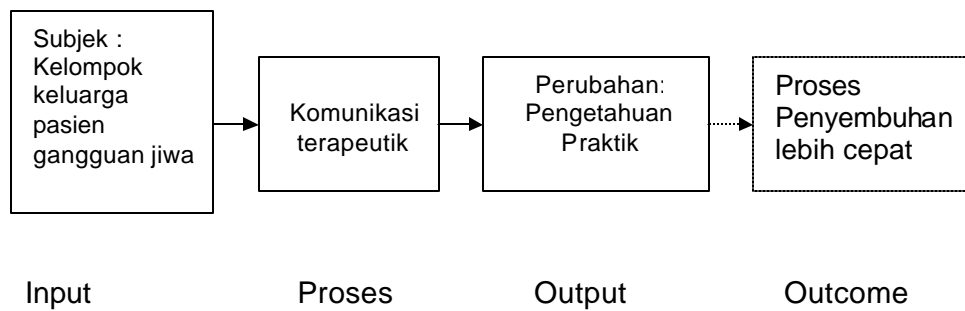 Subjek :
Kelompok
keluarga
pasien
gangguan jiwa
Komunikasi
terapeutik
Perubahan:
Pengetahuan
Praktik
Proses
Penyembuhan
lebih cepat
Input
Proses
Output
Outcome